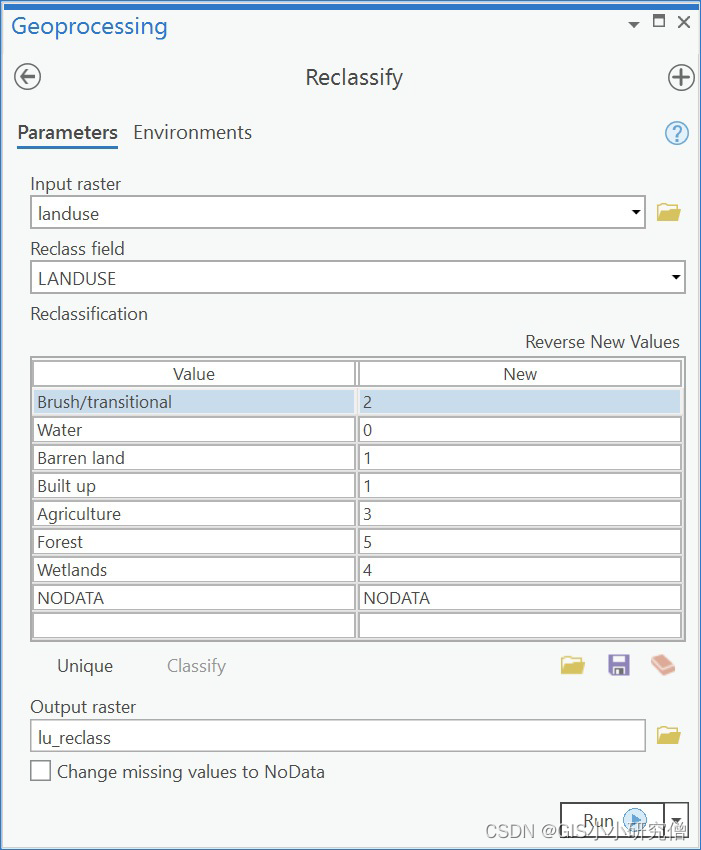 Geoprocessing
Reclassify
Parameters Environments
Input raster
landuse
Reclass field
LANDUSE
Reclassification
Reverse New Values
Value New
Brush/transitional 2
Water 0
Barren land 1
Built up 1
Agriculture 3
Forest 5
Wetlands 4
NODATA NODATA
Unique Classify
Output raster
lu_reclass
Change missing values to NoData
Run
CSDN @GIS小小研究僧